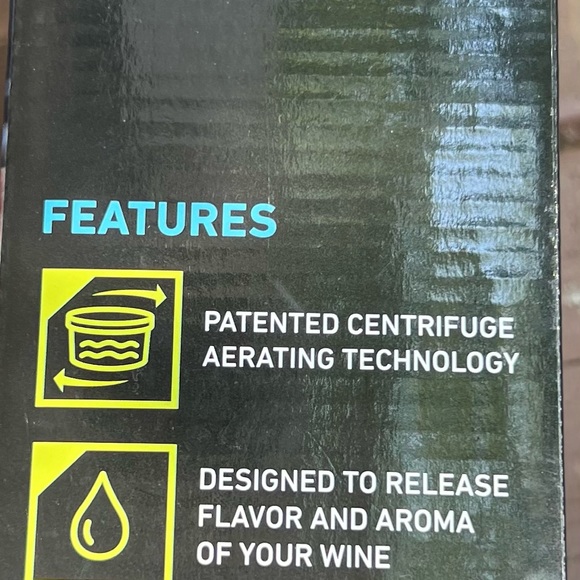 FEATURES
PATENTED CENTRIFUGE
AERATING TECHNOLOGY
DESIGNED TO RELEASE
FLAVOR AND AROMA
OF YOUR WINE